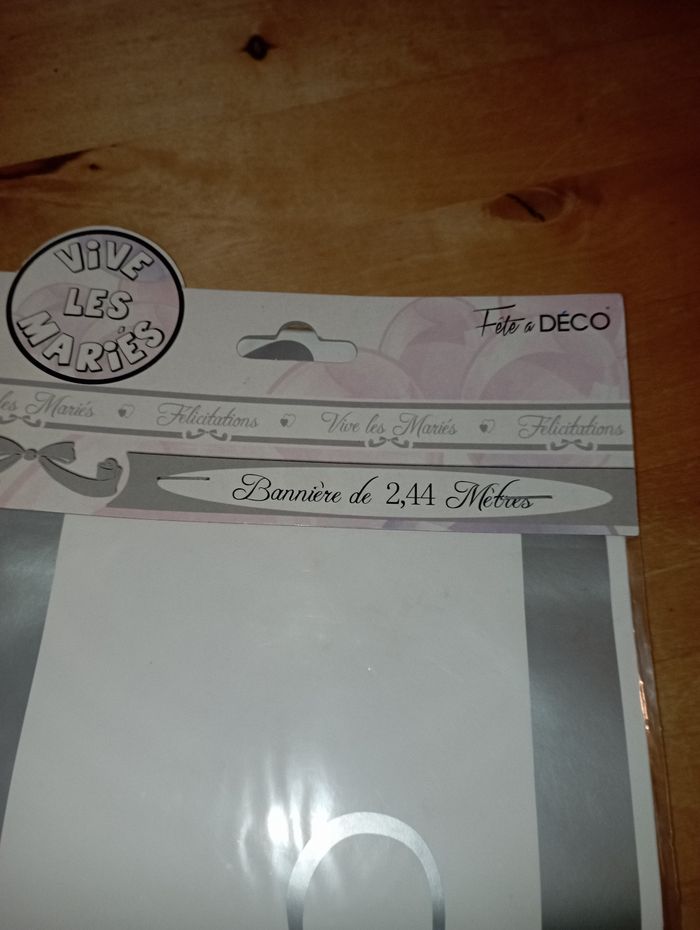 ViVE
LES
MARiÉS
Fête a DÉCO
les Mariés Félicitations Vive les Mariés Félicitations
Bannière de 2,44 Mètres